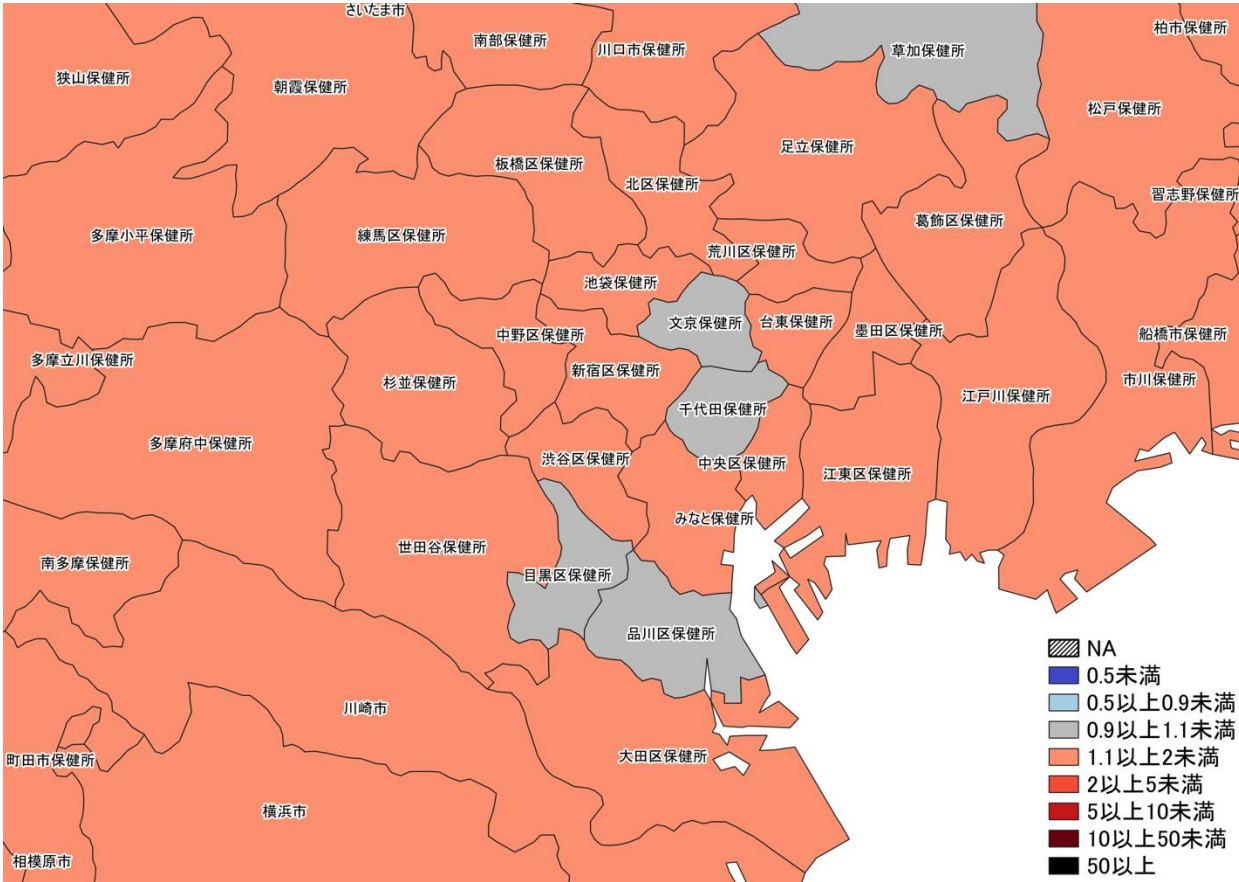 さいたま市
柏市保健所
南部保健所
川口市保健所
草加保健所
狭山保健所
朝霞保健所
松戸保健所
足立保健所
板橋区保健所
北区保健所
習志野保健所
葛飾区保健所
多摩小平保健所
練馬区保健所
荒川区保健所
池袋保健所
文京保健所
台東保健所
墨田区保健所
船橋市保健所
中野区保健所
多摩立川保健所
新宿区保健所
杉並保健所
市川保健所
江戸川保健所
千代田保健所
多摩府中保健所
渋谷区保健所
中央区保健所
江東区保健所
みなと保健所
世田谷保健所
南多摩保健所
目黒区保健所
品川区保健所
川崎市
町田市保健所
大田区保健所
横浜市
相模原市
NA
0.5未満
0.5以上0.9未満
0.9以上1.1未満
1.1以上2未満
2以上5未満
5以上10未満
10以上50未満
50以上